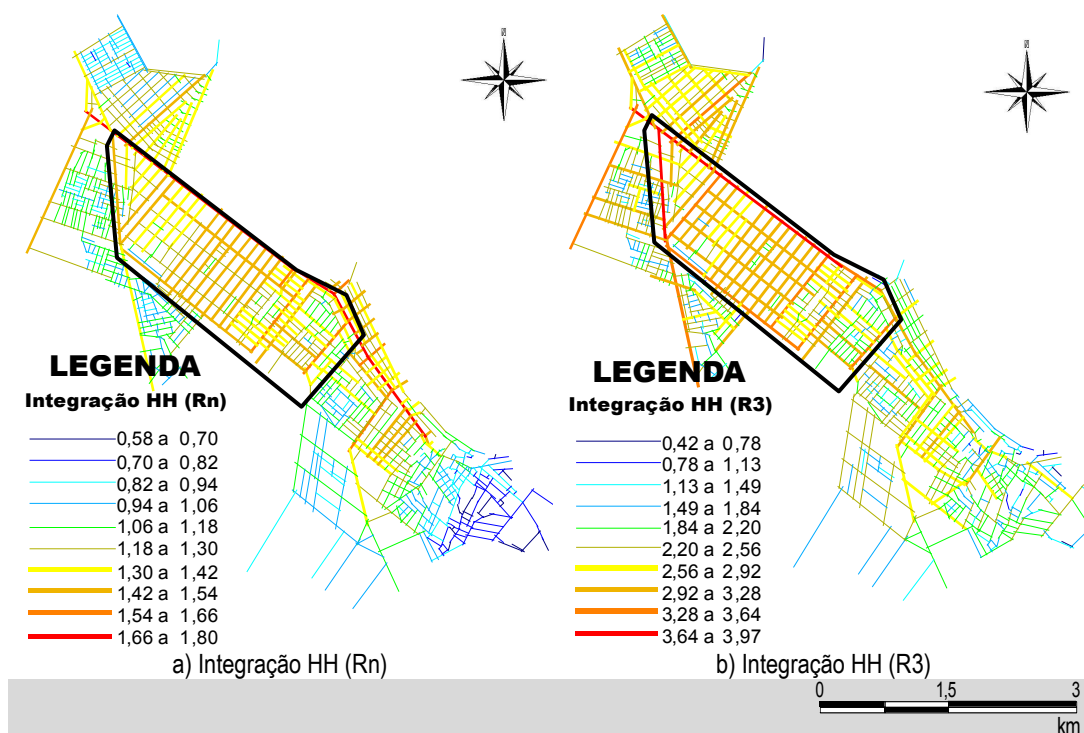 LEGENDA
Integração HH (Rn)
0,58 a 0,70
0,70 a 0,82
0,82 a 0,94
0,94 a 1,06
1,06 a 1,18
1,18 a 1,30
1,30 a 1,42
1,42 a 1,54
1,54 a 1,66
1,66 a 1,80
a) Integração HH (Rn)
LEGENDA
Integração HH (R3)
0,42 a 0,78
0,78 a 1,13
1,13 a 1,49
1,49 a 1,84
1,84 a 2,20
2,20 a 2,56
2,56 a 2,92
2,92 a 3,28
3,28 a 3,64
3,64 a 3,97
b) Integração HH (R3)
0 1,5 3
km